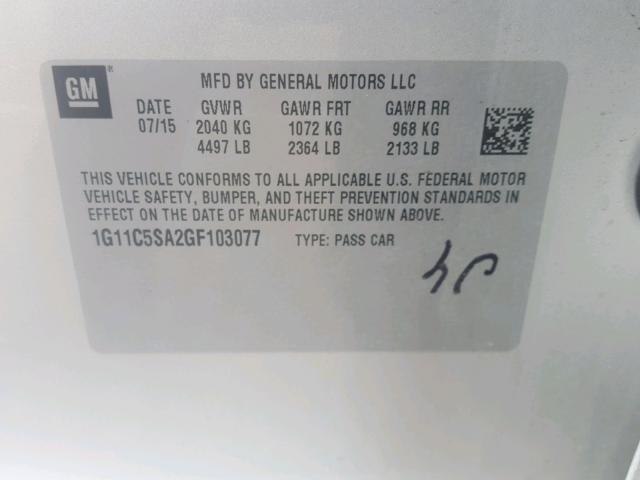 GM ®
MFD BY GENERAL MOTORS LLC
DATE GVWR GAWR FRT GAWR RR
07/15 2040 KG 1072 KG 968 KG
4497 LB 2364 LB 2133 LB
THIS VEHICLE CONFORMS TO ALL APPLICABLE U.S. FEDERAL MOTOR
VEHICLE SAFETY, BUMPER, AND THEFT PREVENTION STANDARDS IN
EFFECT ON THE DATE OF MANUFACTURE SHOWN ABOVE.
1G11C5SA2GF103077 TYPE: PASS CAR